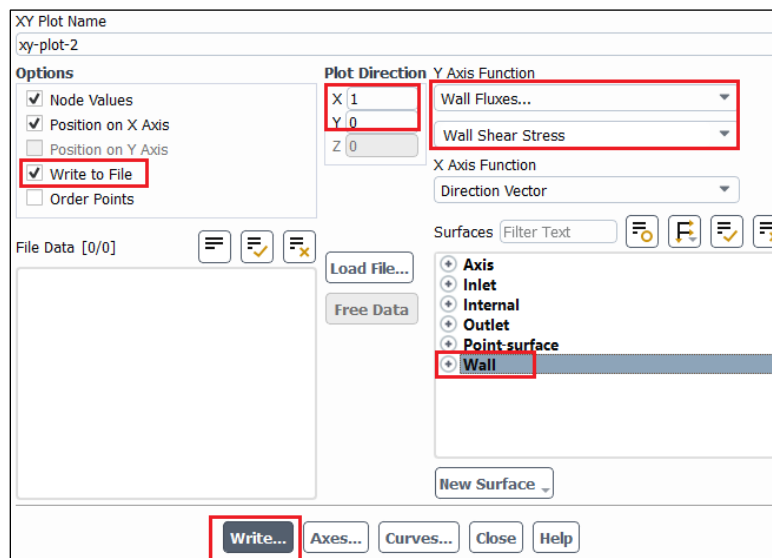 XY Plot Name
xy-plot-2
Options
Node Values
Position on X Axis
Position on Y Axis
Write to File
Order Points
Plot Direction
X 1
Y 0
Z 0
Y Axis Function
Wall Fluxes...
Wall Shear Stress
X Axis Function
Direction Vector
File Data [0/0]
Load File...
Free Data
Surfaces Filter Text
Axis
Inlet
Internal
Outlet
Point-surface
Wall
New Surface
Write... Axes... Curves... Close Help